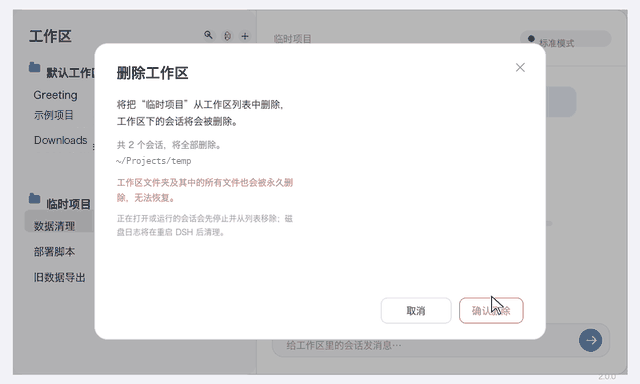 工作区
临时项目
标准模式
默认工作区
Greeting
示例项目
Downloads
临时项目
数据清理
部署脚本
旧数据导出
删除工作区
将把“临时项目”从工作区列表中删除，
工作区下的会话将会被删除。
共 2 个会话，将全部删除。
~/Projects/temp
工作区文件夹及其中的所有文件也会被永久删
除，无法恢复。
正在打开或运行的会话会先停止并从列表移除；磁
盘日志将在重启 DSH 后清理。
取消
确认删除
给工作区里的会话发消息…
2.0.0